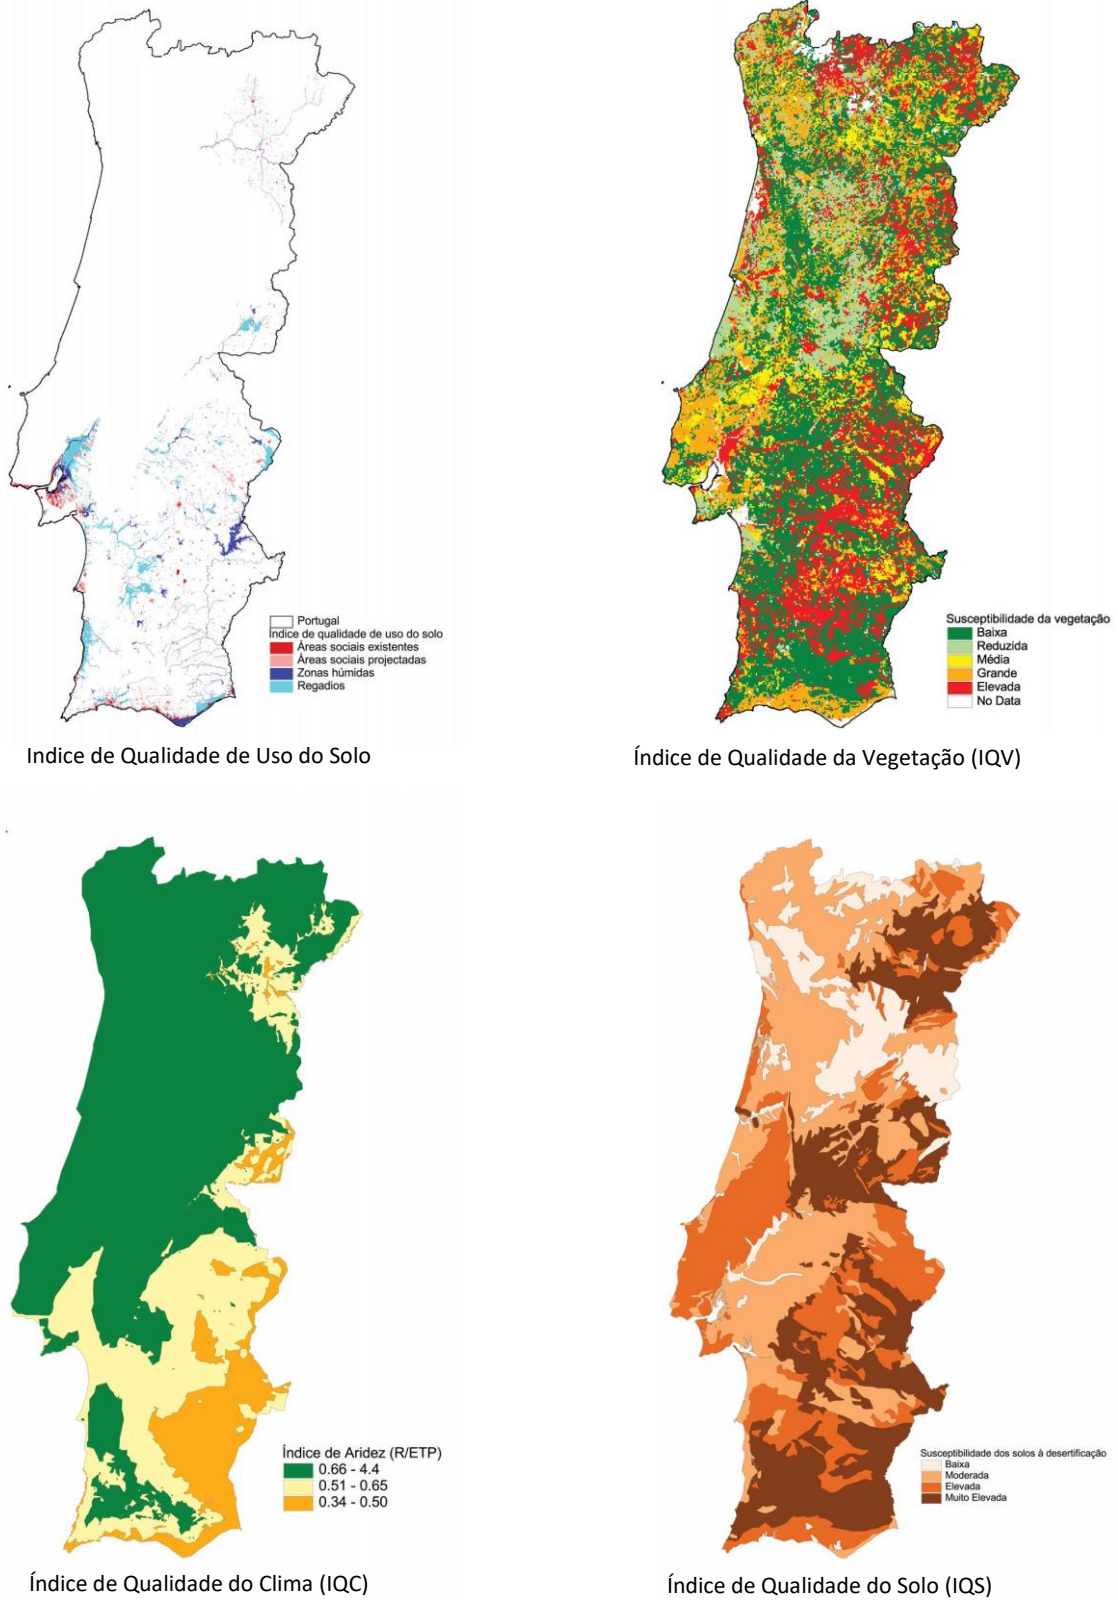 Portugal
Índice de qualidade de uso do solo
Áreas sociais existentes
Áreas sociais projectadas
Zonas húmidas
Regadios
Indice de Qualidade de Uso do Solo
Susceptibilidade da vegetação
Baixa
Reduzida
Média
Grande
Elevada
No Data
Índice de Qualidade da Vegetação (IQV)
Índice de Aridez (R/ETP)
0.66 - 4.4
0.51 - 0.65
0.34 - 0.50
Índice de Qualidade do Clima (IQC)
Susceptibilidade dos solos à desertificação
Baixa
Moderada
Elevada
Muito Elevada
Índice de Qualidade do Solo (IQS)